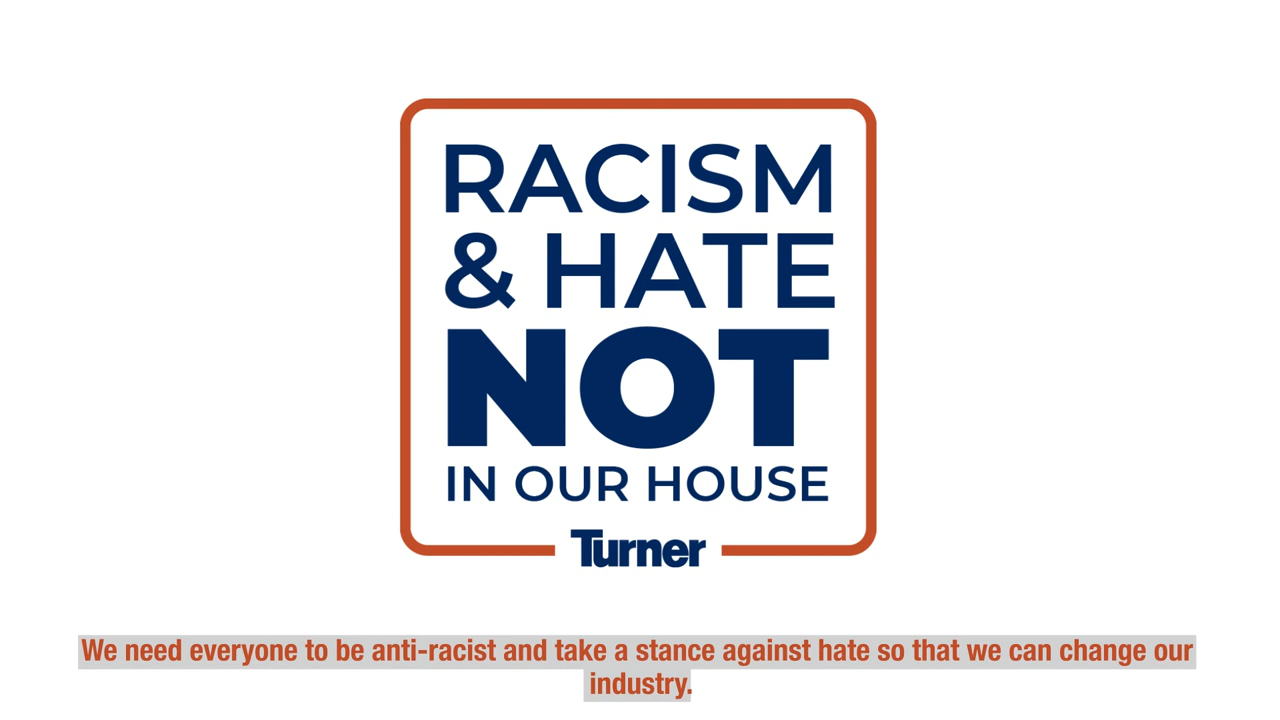 RACISM
& HATE
NOT
IN OUR HOUSE
Turner
We need everyone to be anti-racist and take a stance against hate so that we can change our
industry.